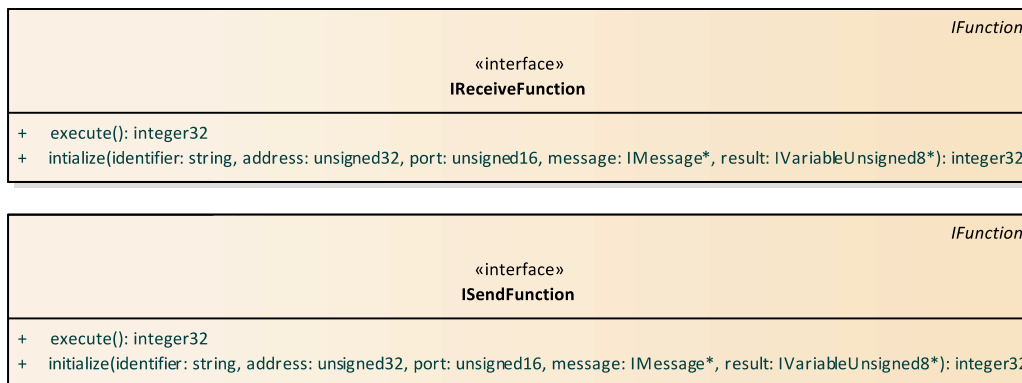 IFunction
«interface»
IReceiveFunction
+ execute(): integer32
+ intialize(identifier: string, address: unsigned32, port: unsigned16, message: IMessage*, result: IVariableUnsigned8*): integer32
IFunction
«interface»
ISendFunction
+ execute(): integer32
+ initialize(identifier: string, address: unsigned32, port: unsigned16, message: IMessage*, result: IVariableUnsigned8*): integer32